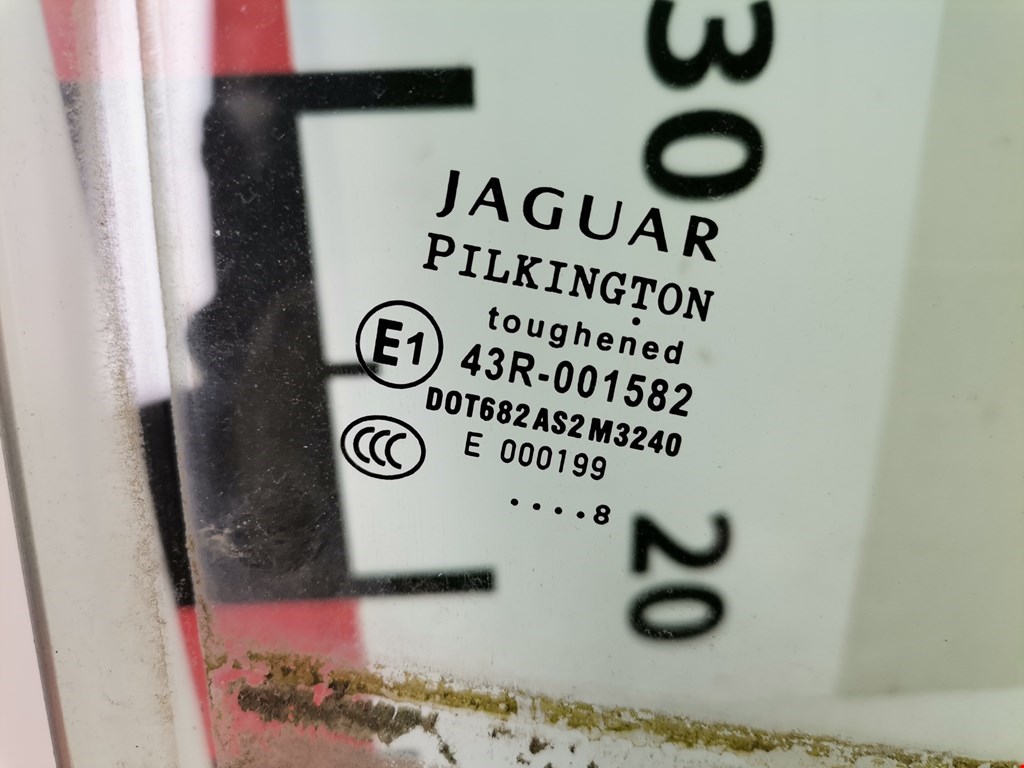 JAGUAR
PILKINGTON
toughened
E1
43R-001582
DOT682AS2M3240
CCC
E 000199
....8
30
20